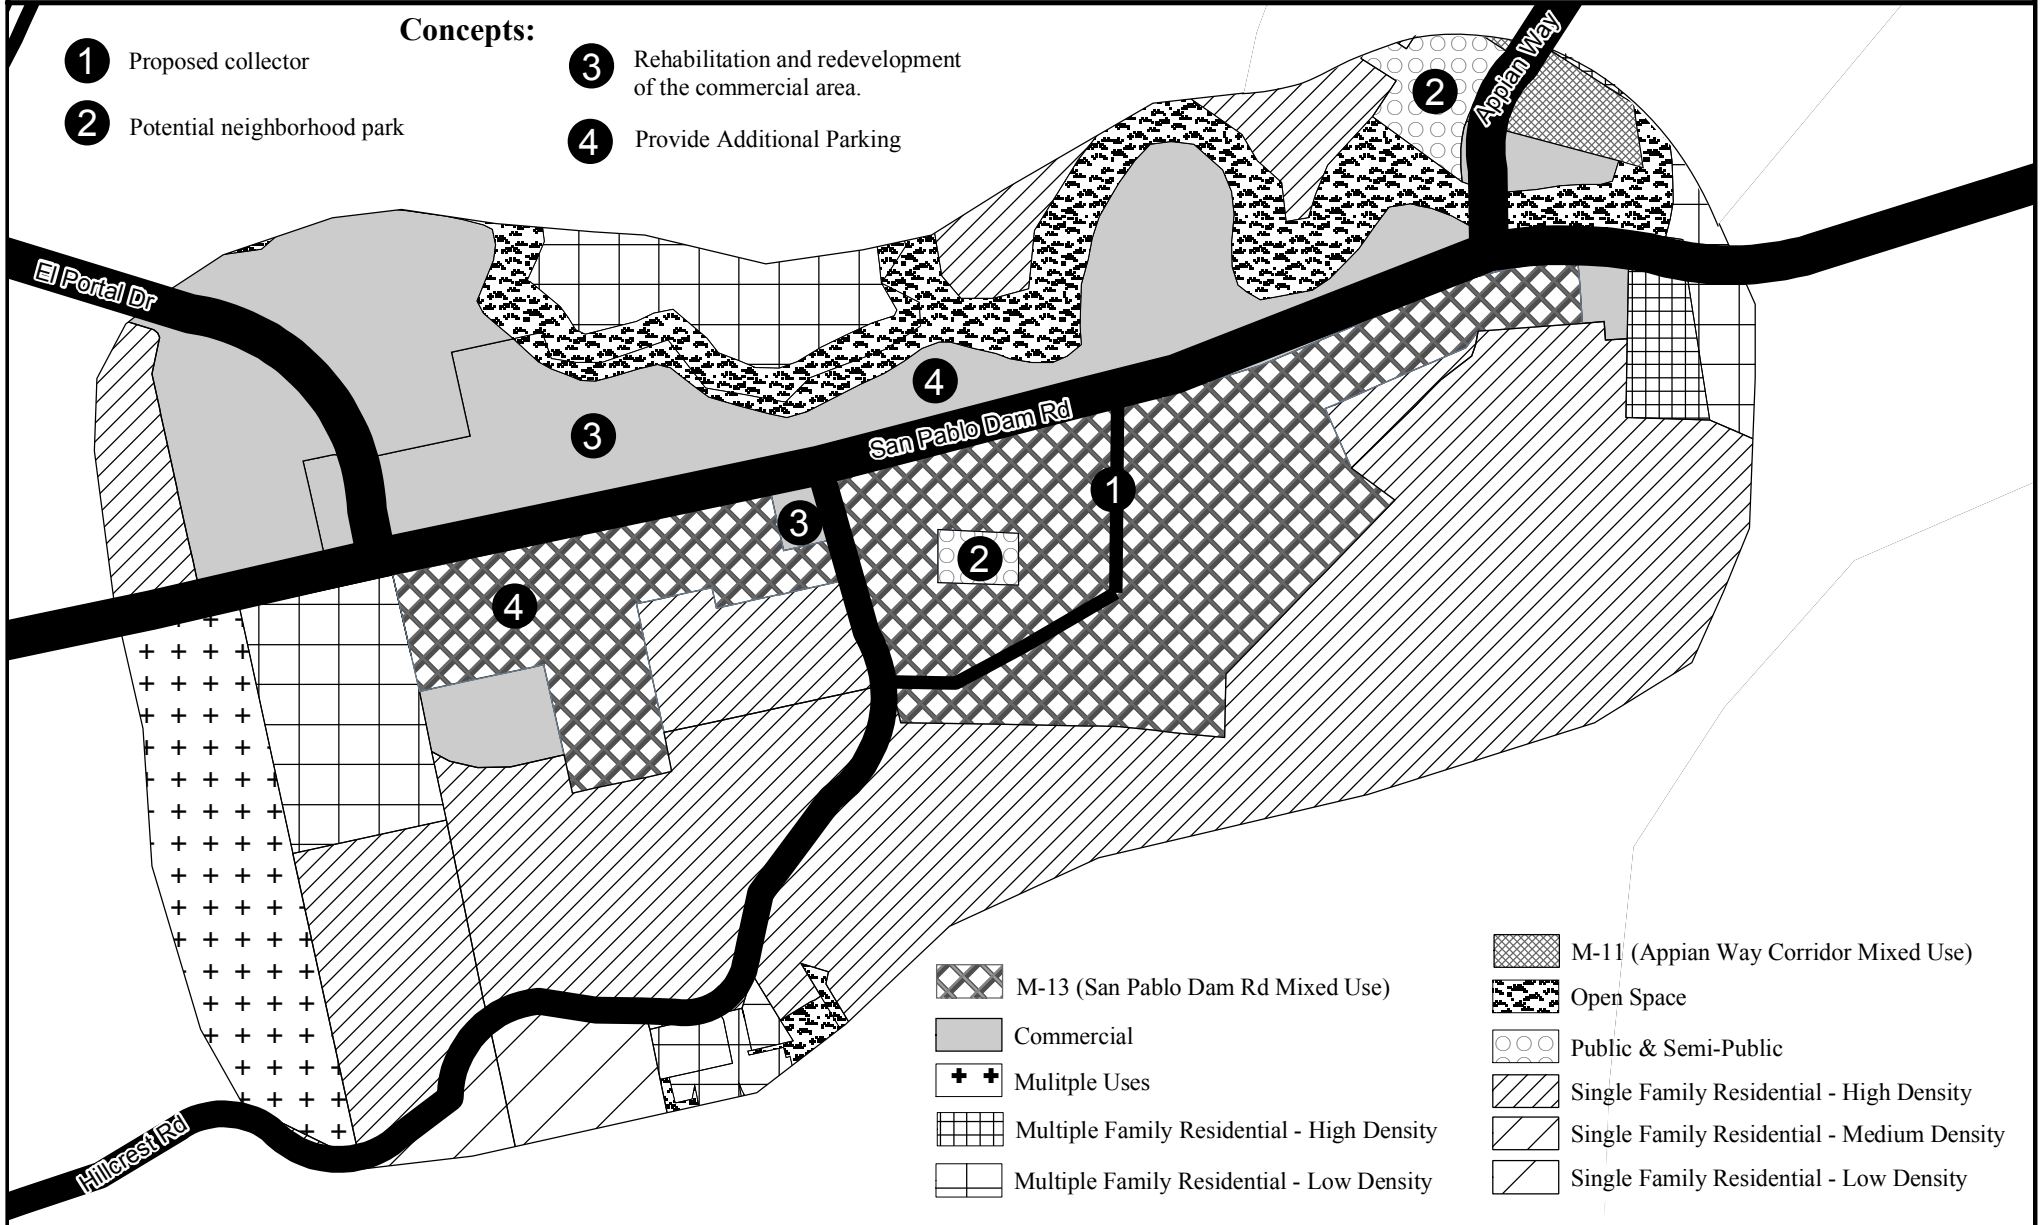 Concepts:
1 Proposed collector
2 Potential neighborhood park
3 Rehabilitation and redevelopment
of the commercial area.
4 Provide Additional Parking
2
Appian Way
El Portal Dr
4
3
San Pablo Dam Rd
1
3
2
4
Hillcrest Rd
M-13 (San Pablo Dam Rd Mixed Use)
Commercial
Mulitple Uses
Multiple Family Residential - High Density
Multiple Family Residential - Low Density
M-11 (Appian Way Corridor Mixed Use)
Open Space
Public & Semi-Public
Single Family Residential - High Density
Single Family Residential - Medium Density
Single Family Residential - Low Density